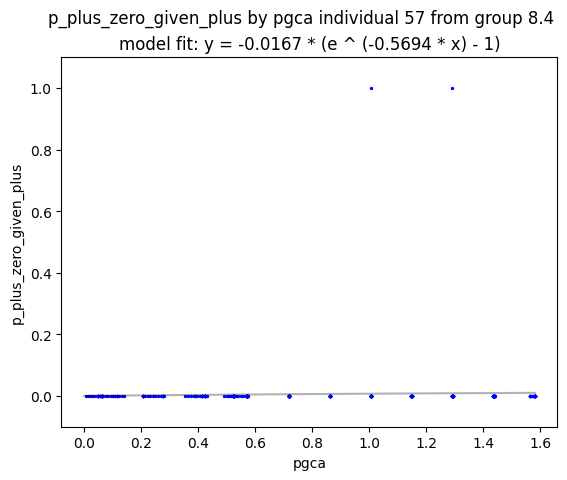 p_plus_zero_given_plus by pgca individual 57 from group 8.4
model fit: y = -0.0167 * (e ^ (-0.5694 * x) - 1)
p_plus_zero_given_plus
1.0
0.8
0.6
0.4
0.2
0.0
0.0 0.2 0.4 0.6 0.8 1.0 1.2 1.4 1.6
pgca